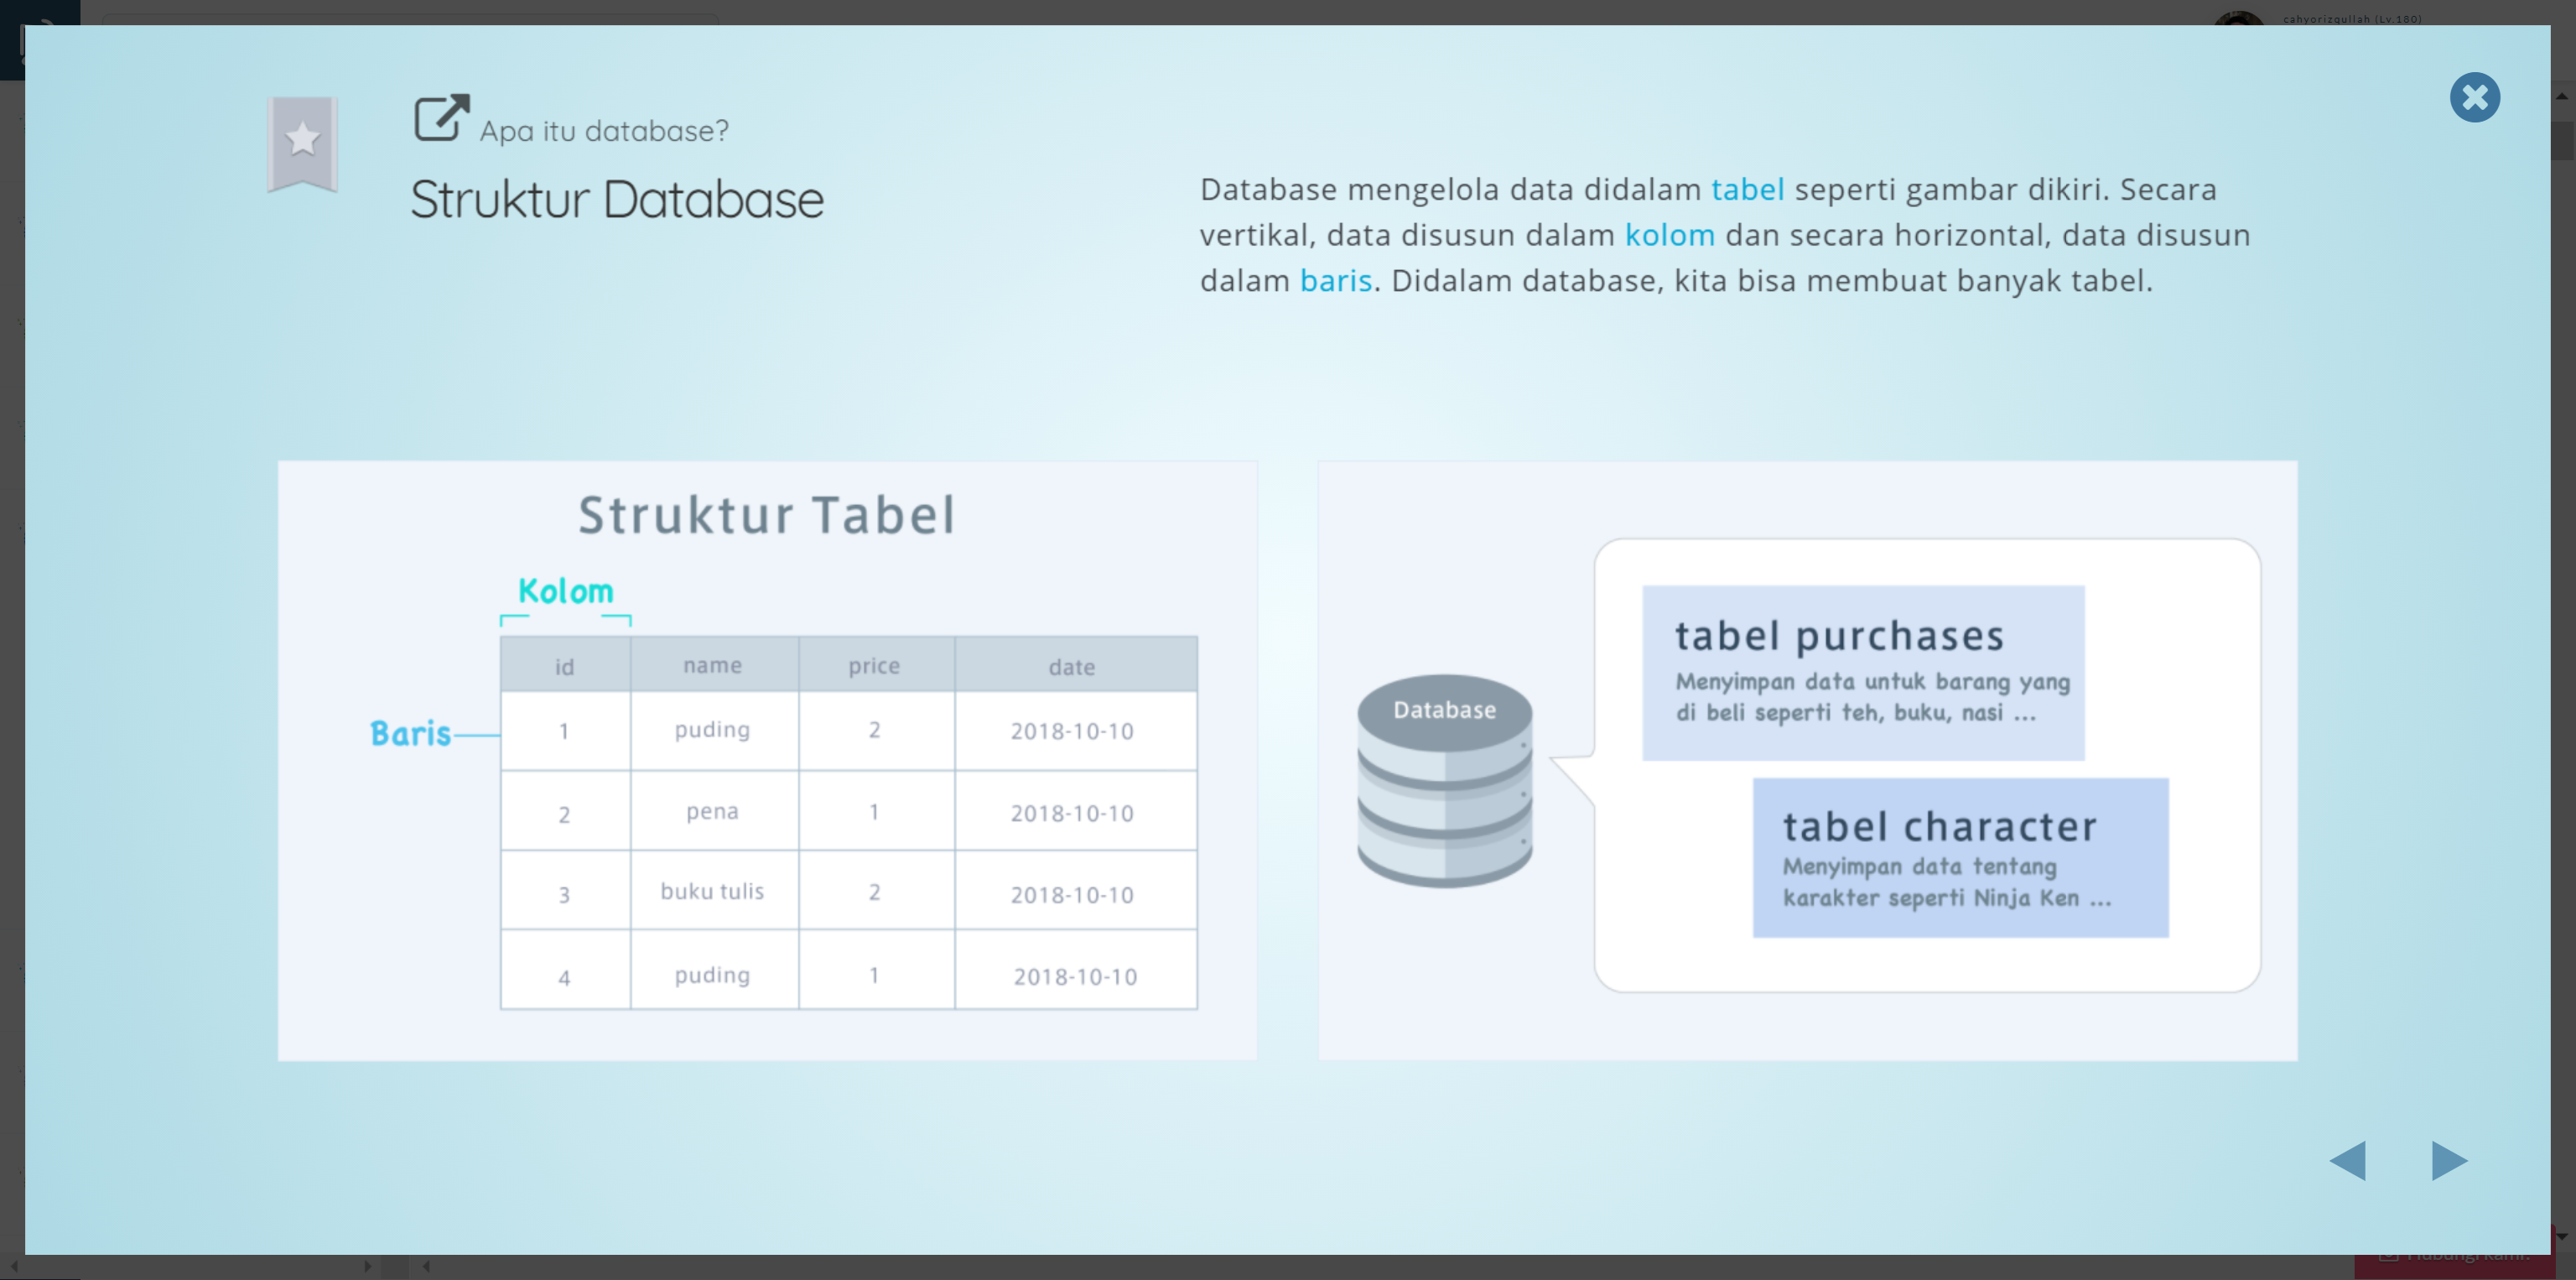 cahyorizqullah (Lv.180)
Apa itu database?
Struktur Database
Database mengelola data didalam tabel seperti gambar dikiri. Secara
vertikal, data disusun dalam kolom dan secara horizontal, data disusun
dalam baris. Didalam database, kita bisa membuat banyak tabel.
Struktur Tabel
Kolom
id name price date
Baris
1 puding 2 2018-10-10
2 pena 1 2018-10-10
3 buku tulis 2 2018-10-10
4 puding 1 2018-10-10
Database
tabel purchases
Menyimpan data untuk barang yang
di beli seperti teh, buku, nasi ...
tabel character
Menyimpan data tentang
karakter seperti Ninja Ken ...